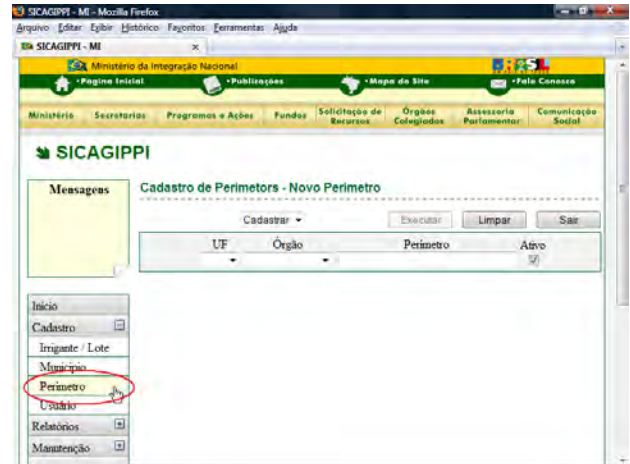 SICAGIPPI - MI - Mozilla Firefox
Arquivo Editar Exibir Histórico Favoritos Ferramentas Ajuda
SICAGIPPI - MI
Ministério da Integração Nacional
Página Inicial Publicações Mapa do Site Fale Conosco
Ministério Secretarias Programas e Ações Fundos Solicitação de Recursos Órgãos Colegiados Assessoria Parlamentar Comunicação Social
SICAGIPPI
Mensagens
Cadastro de Perimetors - Novo Perimetro
Cadastrar Executar Limpar Sair
UF Órgão Perímetro Ativo
Início
Cadastro
Irrigante / Lote
Município
Perímetro
Usuário
Relatórios
Manutenção